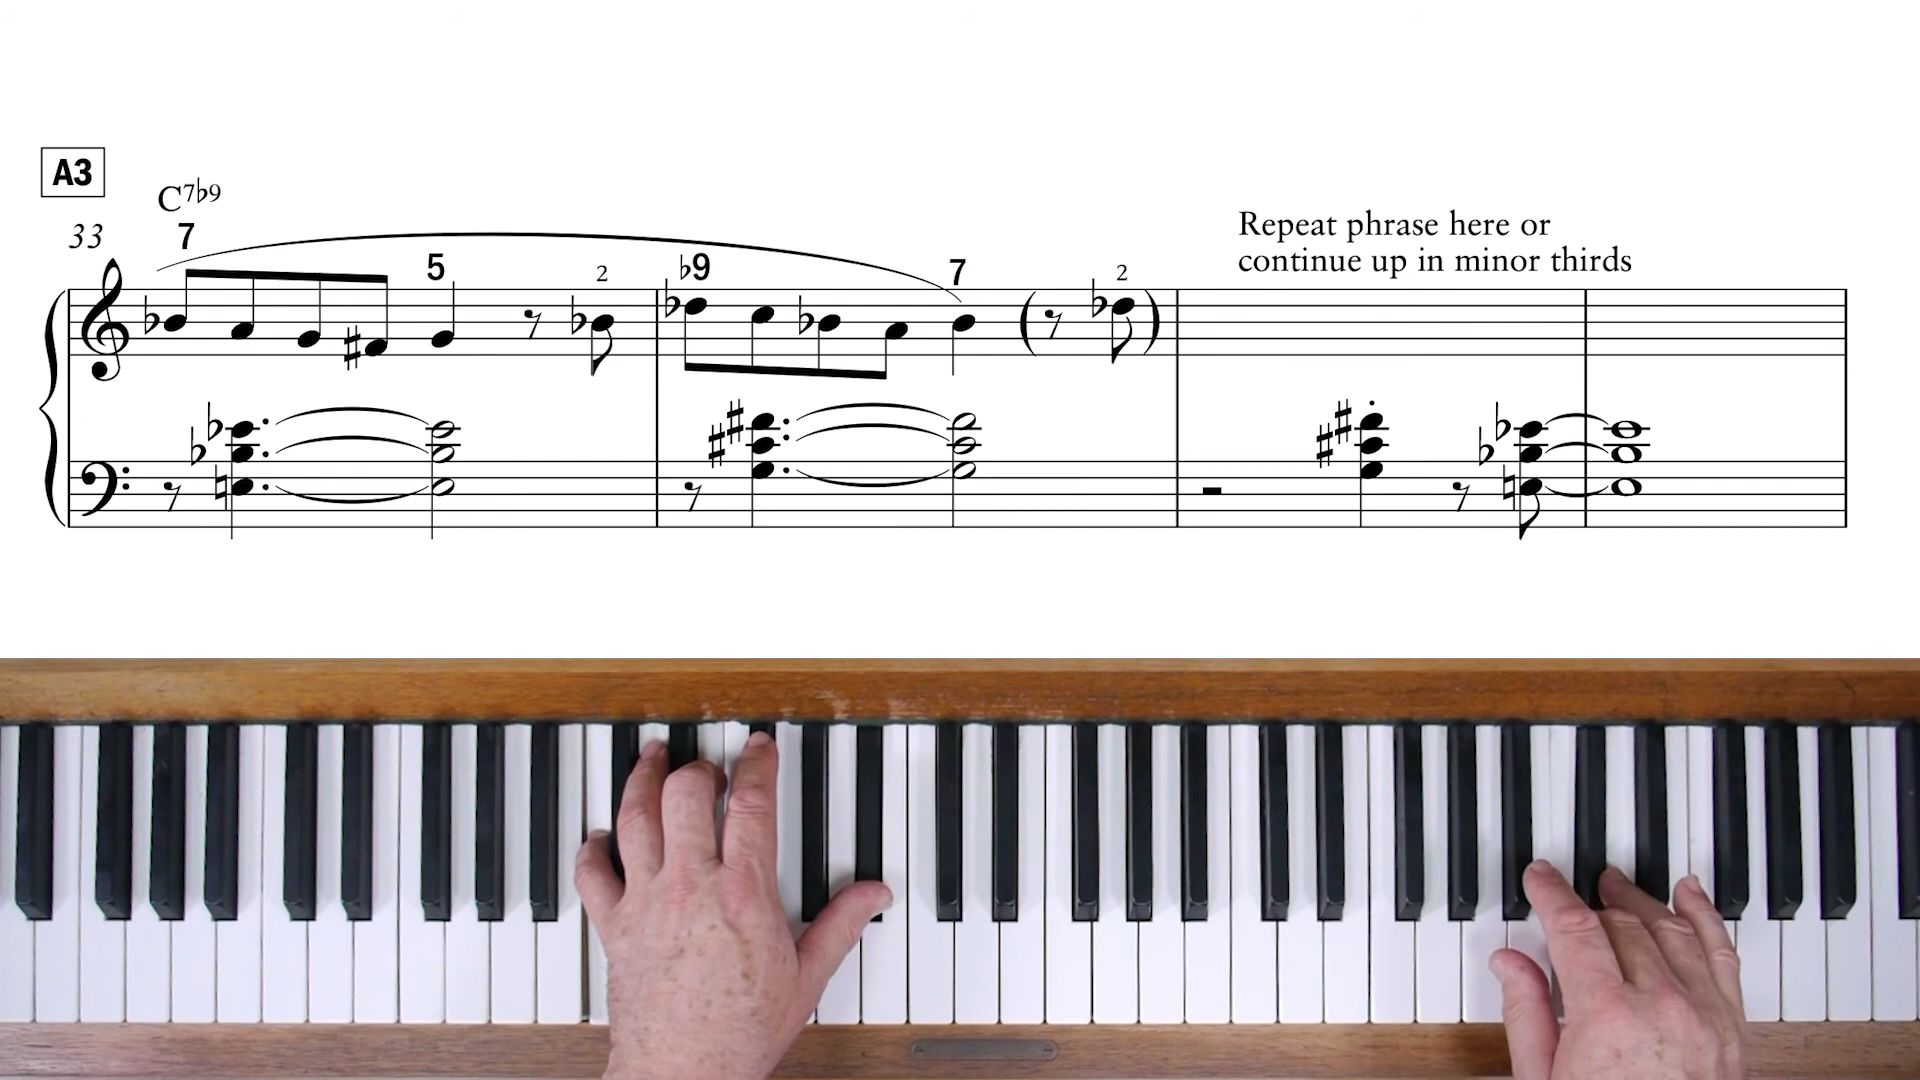 A3
C7♭9
33
7
5
2
♭9
7
2
Repeat phrase here or
continue up in minor thirds